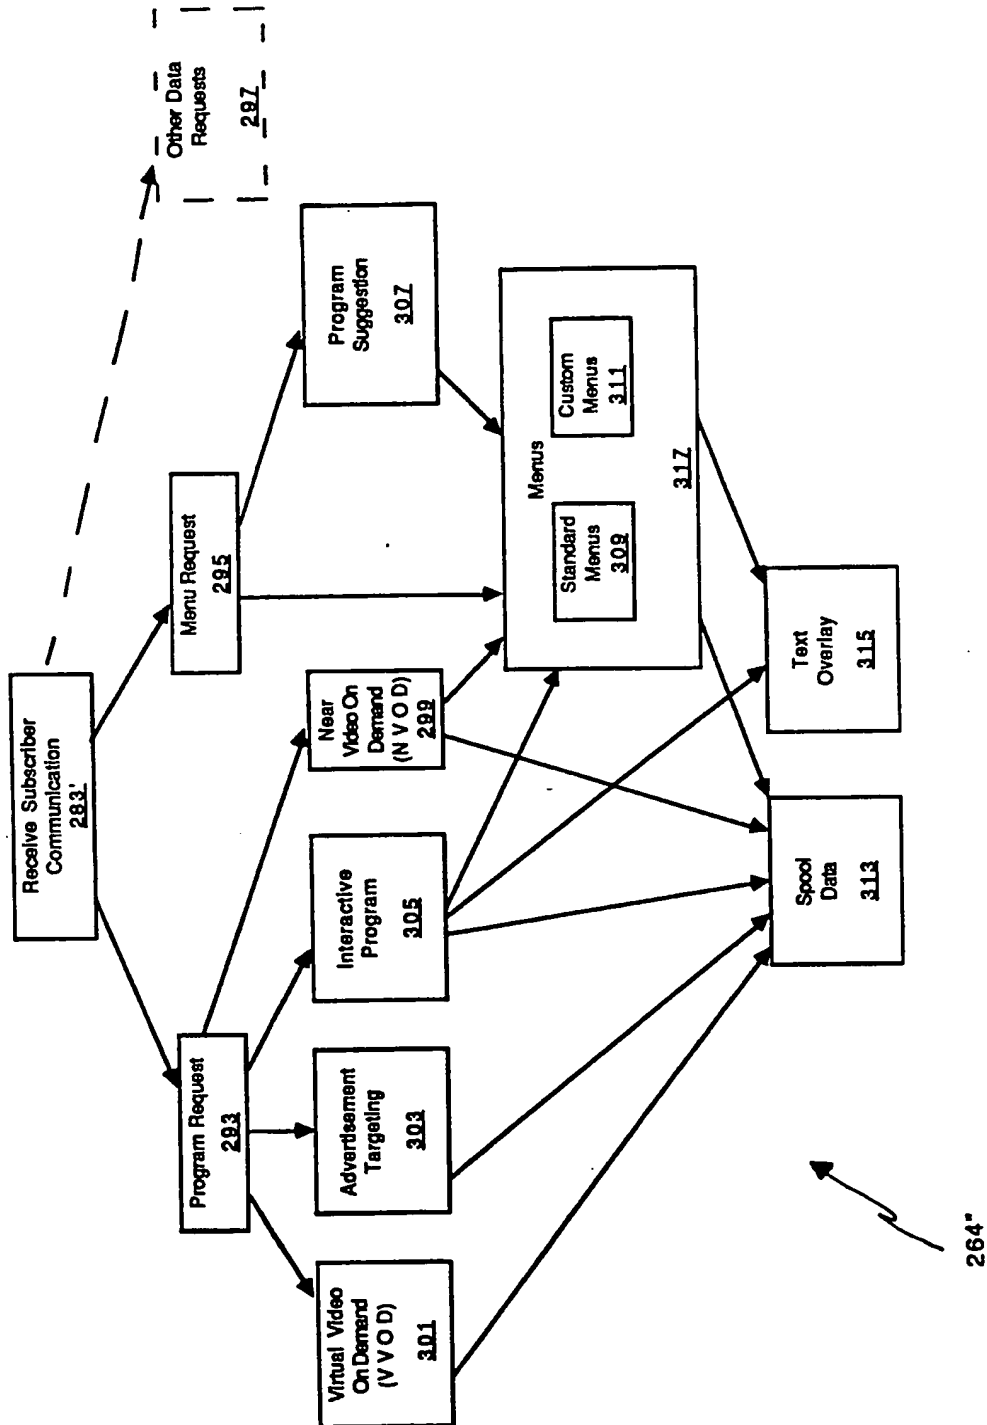 Receive Subscriber
Communication
283'
Other Data
Requests
297
Program Request
293
Menu Request
295
Virtual Video
On Demand
(V V O D)
301
Advertisement
Targeting
303
Interactive
Program
305
Near
Video On
Demand
(N V O D)
299
Program
Suggestion
307
Menus
Standard
Menus
309
Custom
Menus
311
317
Spool
Data
313
Text
Overlay
315
264"